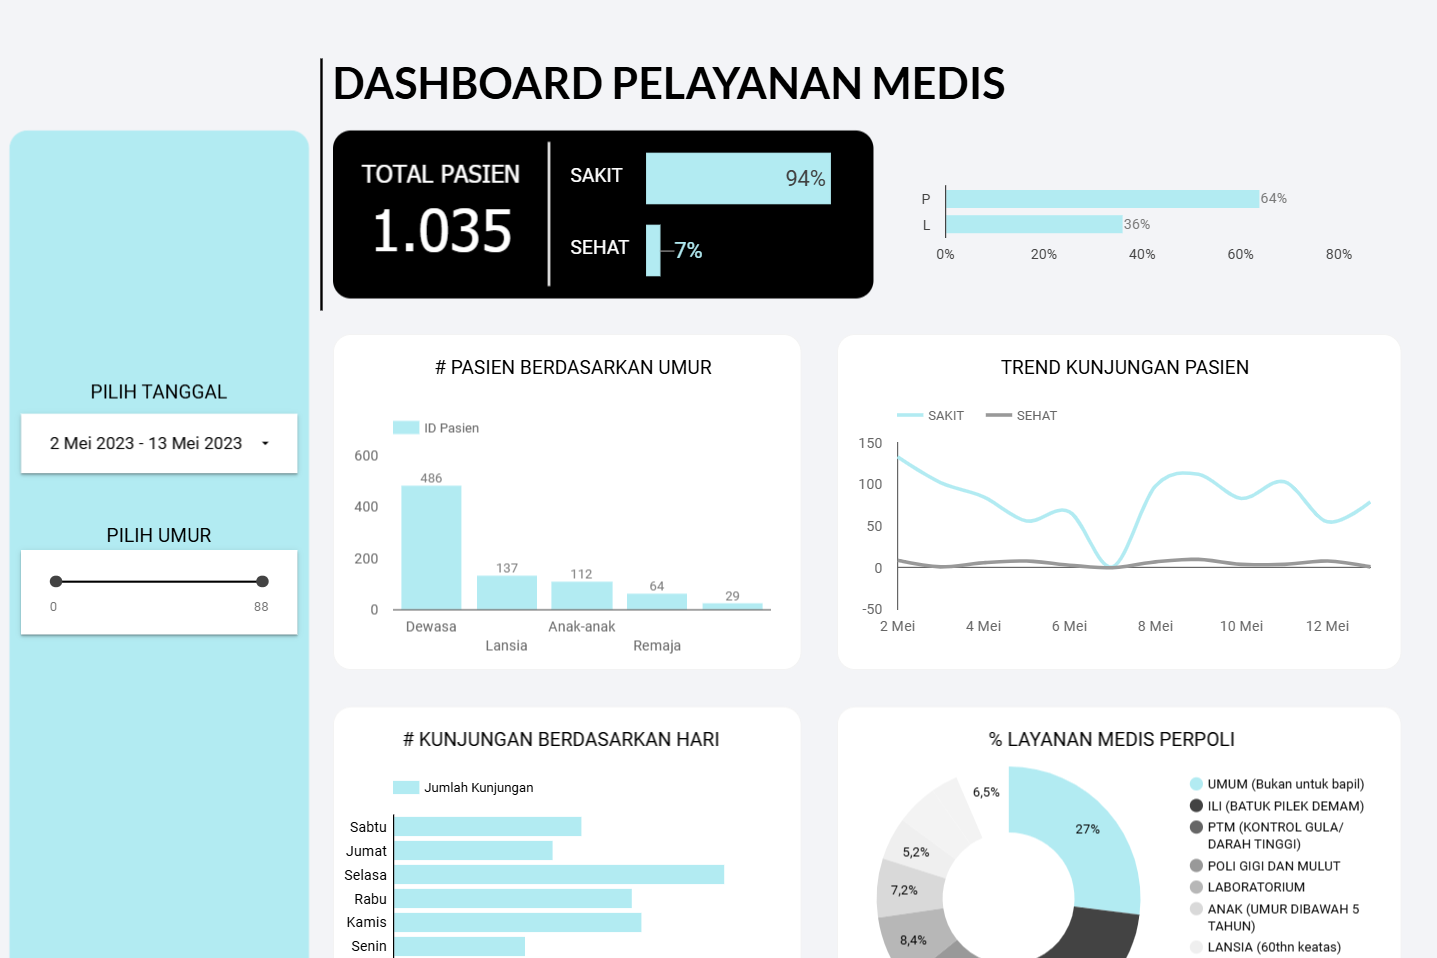 DASHBOARD PELAYANAN MEDIS
TOTAL PASIEN
1.035
SAKIT
94%
SEHAT
7%
P
64%
L
36%
0%
20%
40%
60%
80%
PILIH TANGGAL
2 Mei 2023 - 13 Mei 2023
PILIH UMUR
0
88
# PASIEN BERDASARKAN UMUR
ID Pasien
600
400
200
0
486
137
112
64
29
Dewasa
Lansia
Anak-anak
Remaja
TREND KUNJUNGAN PASIEN
SAKIT
SEHAT
150
100
50
0
-50
2 Mei
4 Mei
6 Mei
8 Mei
10 Mei
12 Mei
# KUNJUNGAN BERDASARKAN HARI
Jumlah Kunjungan
Sabtu
Jumat
Selasa
Rabu
Kamis
Senin
% LAYANAN MEDIS PERPOLI
6,5%
27%
5,2%
7,2%
8,4%
UMUM (Bukan untuk bapil)
ILI (BATUK PILEK DEMAM)
PTM (KONTROL GULA/
DARAH TINGGI)
POLI GIGI DAN MULUT
LABORATORIUM
ANAK (UMUR DIBAWAH 5
TAHUN)
LANSIA (60thn keatas)